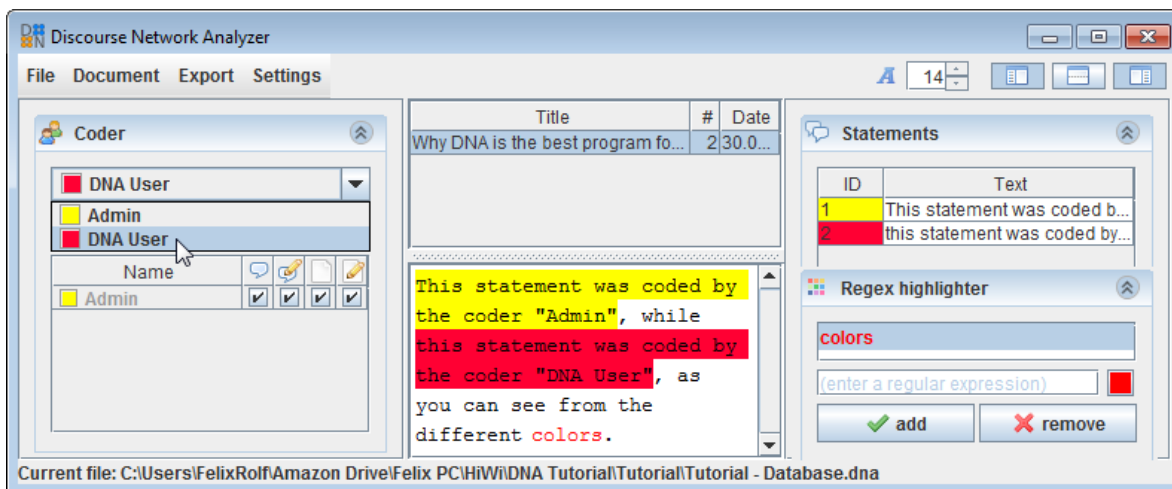 Discourse Network Analyzer
File Document Export Settings
A 14
Coder
DNA User
Admin
DNA User
Name
Admin
Title # Date
Why DNA is the best program fo... 2 30.0...
This statement was coded by
the coder "Admin", while
this statement was coded by
the coder "DNA User", as
you can see from the
different colors.
Statements
ID Text
1 This statement was coded b...
2 this statement was coded by...
Regex highlighter
colors
(enter a regular expression)
add remove
Current file: C:\Users\FelixRolf\Amazon Drive\Felix PC\HiWi\DNA Tutorial\Tutorial\Tutorial - Database.dna